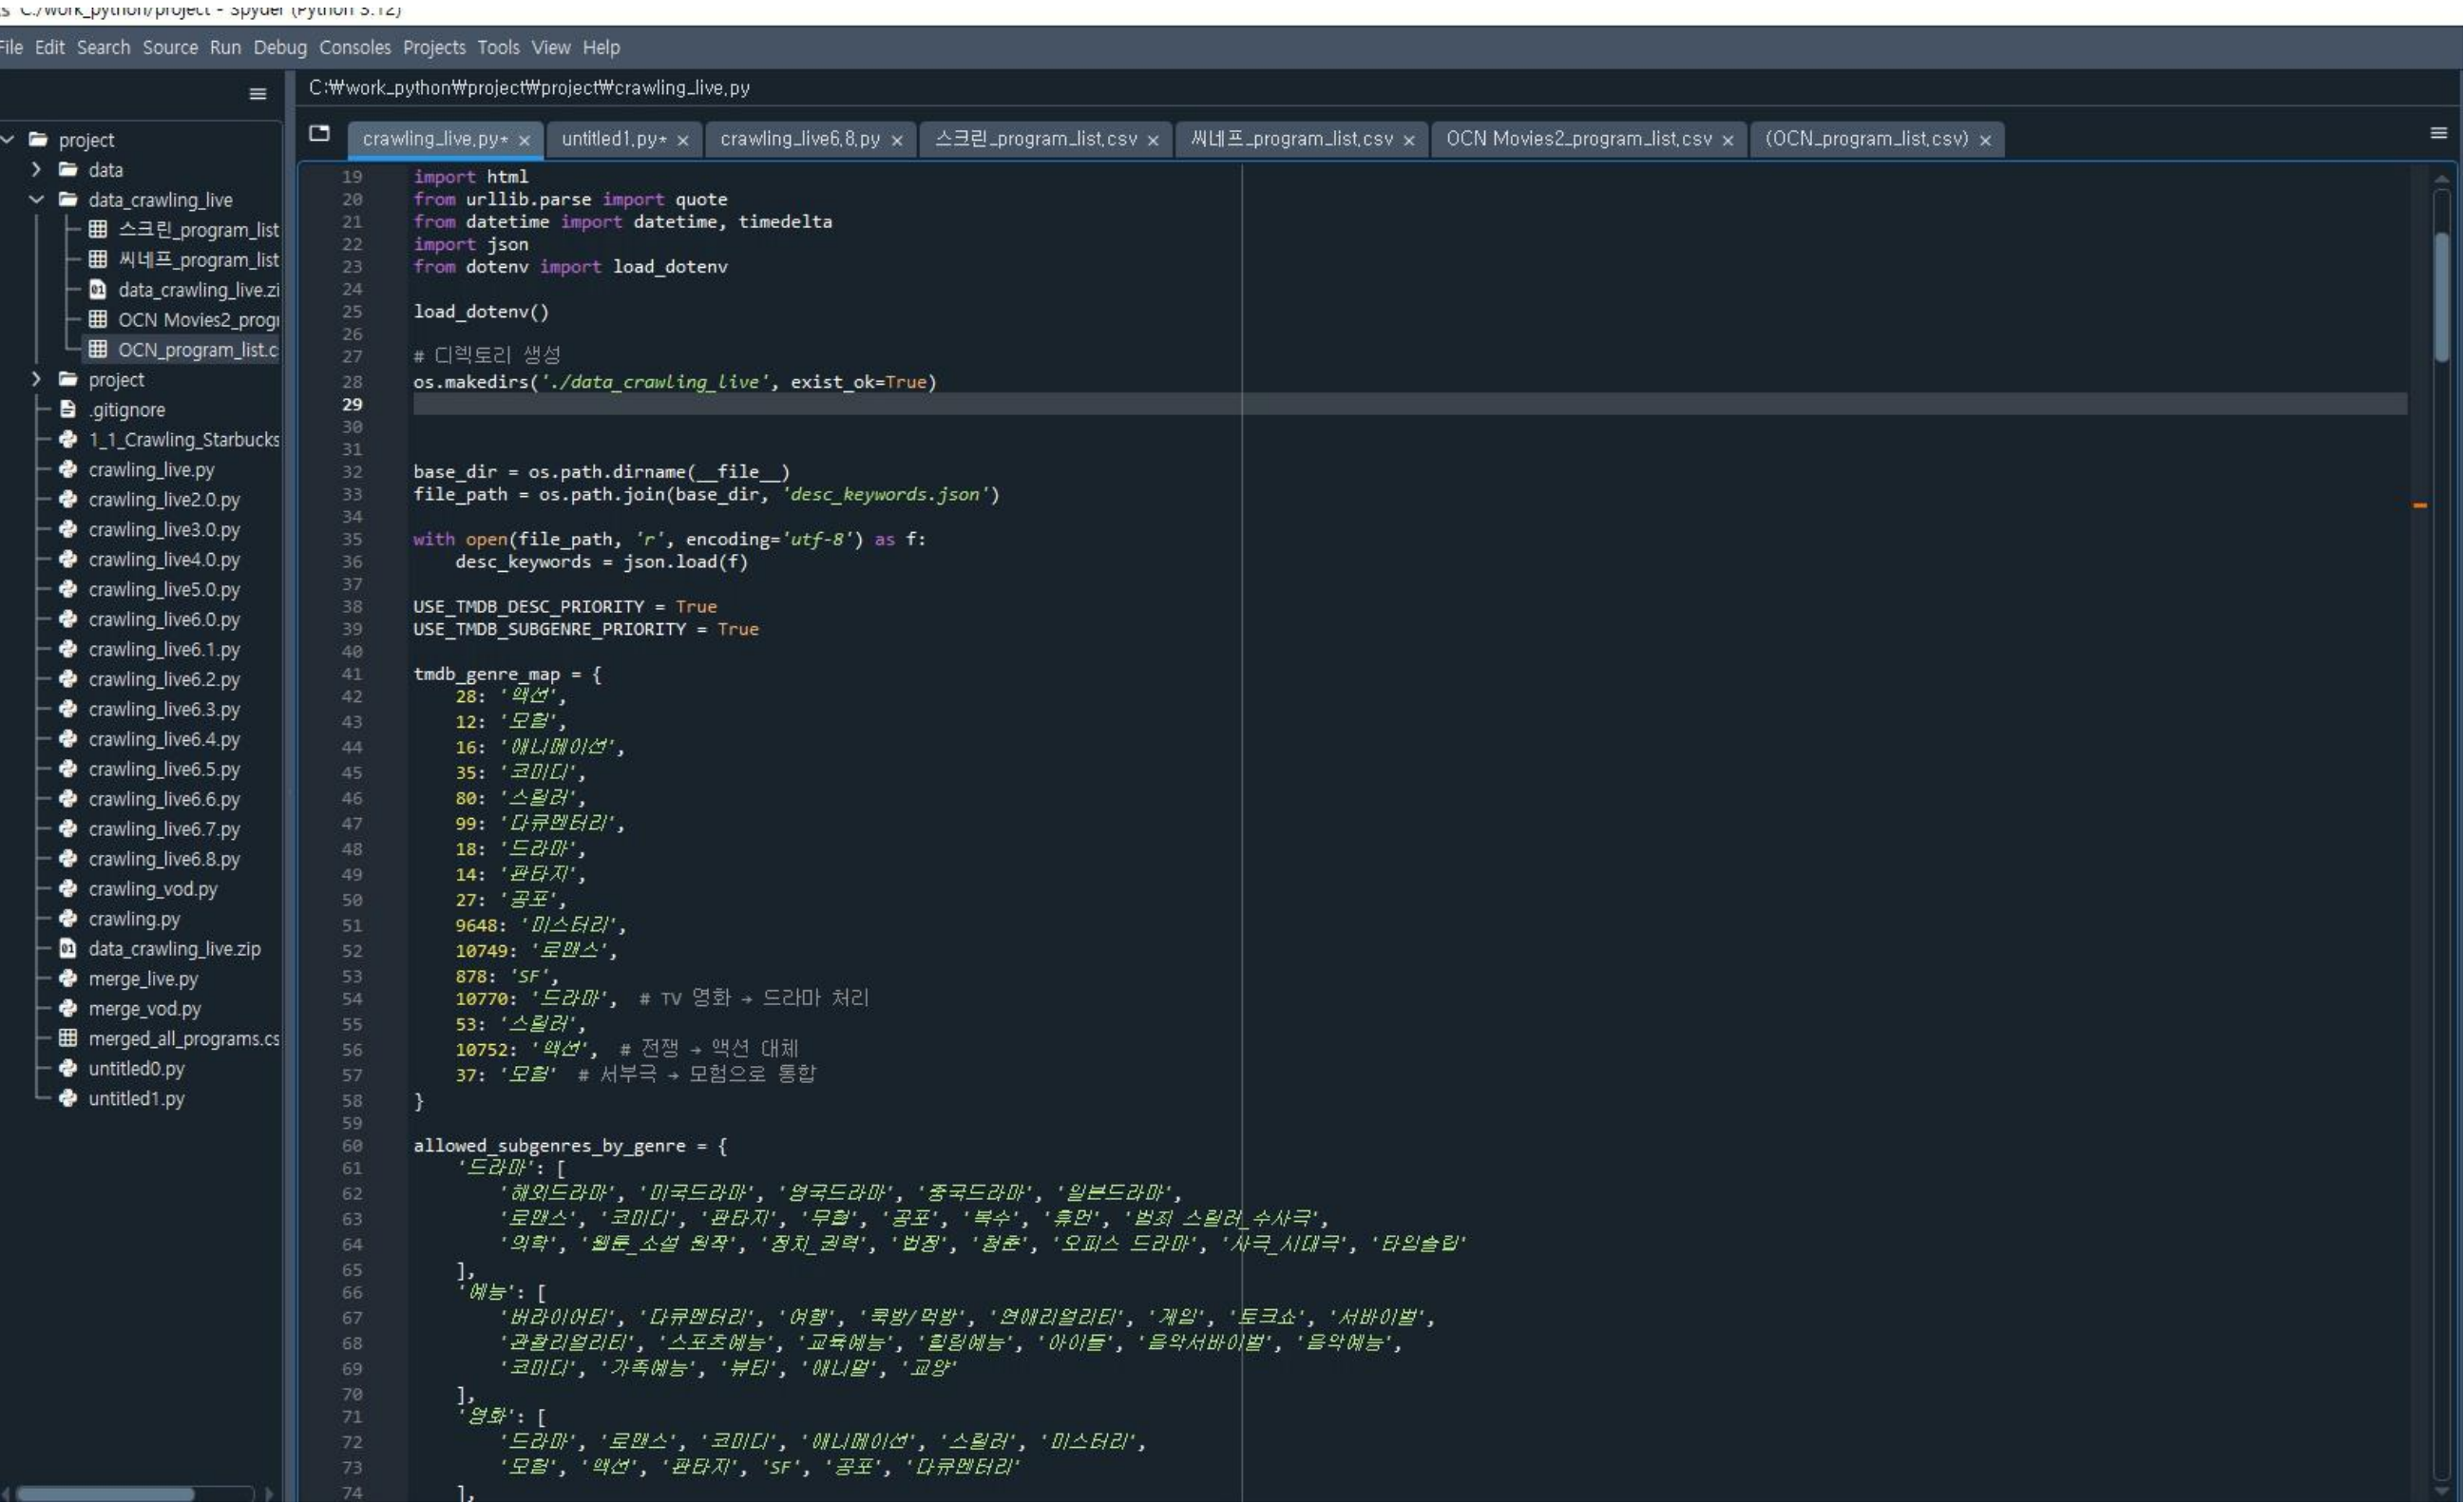 C:/work_python/project - Spyder (Python 3.12)
File Edit Search Source Run Debug Consoles Projects Tools View Help
C:₩work_python₩project₩project₩crawling_live.py
project
data
data_crawling_live
스크린_program_list
씨네프_program_list
data_crawling_live.zi
OCN Movies2_prog
OCN_program_list.c
project
.gitignore
1_1_Crawling_Starbucks
crawling_live.py
crawling_live2.0.py
crawling_live3.0.py
crawling_live4.0.py
crawling_live5.0.py
crawling_live6.0.py
crawling_live6.1.py
crawling_live6.2.py
crawling_live6.3.py
crawling_live6.4.py
crawling_live6.5.py
crawling_live6.6.py
crawling_live6.7.py
crawling_live6.8.py
crawling_vod.py
crawling.py
data_crawling_live.zip
merge_live.py
merge_vod.py
merged_all_programs.cs
untitled0.py
untitled1.py
crawling_live.py* untitled1.py* crawling_live6.8.py 스크린_program_list.csv 씨네프_program_list.csv OCN Movies2_program_list.csv (OCN_program_list.csv)
19 import html
20 from urllib.parse import quote
21 from datetime import datetime, timedelta
22 import json
23 from dotenv import load_dotenv
24
25 load_dotenv()
26
27 # 디렉토리 생성
28 os.makedirs('./data_crawling_live', exist_ok=True)
29
30
31
32 base_dir = os.path.dirname(__file__)
33 file_path = os.path.join(base_dir, 'desc_keywords.json')
34
35 with open(file_path, 'r', encoding='utf-8') as f:
36 desc_keywords = json.load(f)
37
38 USE_TMDB_DESC_PRIORITY = True
39 USE_TMDB_SUBGENRE_PRIORITY = True
40
41 tmdb_genre_map = {
42 28: '액션',
43 12: '모험',
44 16: '애니메이션',
45 35: '코미디',
46 80: '스릴러',
47 99: '다큐멘터리',
48 18: '드라마',
49 14: '판타지',
50 27: '공포',
51 9648: '미스터리',
52 10749: '로맨스',
53 878: 'SF',
54 10770: '드라마', # TV 영화 → 드라마 처리
55 53: '스릴러',
56 10752: '액션', # 전쟁 → 액션 대체
57 37: '모험' # 서부극 → 모험으로 통합
58 }
59
60 allowed_subgenres_by_genre = {
61 '드라마': [
62 '해외드라마', '미국드라마', '영국드라마', '중국드라마', '일본드라마',
63 '로맨스', '코미디', '판타지', '무협', '공포', '복수', '휴먼', '범죄 스릴러_수사극',
64 '의학', '웹툰_소설 원작', '정치_권력', '법정', '청춘', '오피스 드라마', '사극_시대극', '타임슬립'
65 ],
66 '예능': [
67 '버라이어티', '다큐멘터리', '여행', '쿡방/먹방', '연애리얼리티', '게임', '토크쇼', '서바이벌',
68 '관찰리얼리티', '스포츠예능', '교육예능', '힐링예능', '아이돌', '음악서바이벌', '음악예능',
69 '코미디', '가족예능', '뷰티', '애니멀', '교양'
70 ],
71 '영화': [
72 '드라마', '로맨스', '코미디', '애니메이션', '스릴러', '미스터리',
73 '모험', '액션', '판타지', 'SF', '공포', '다큐멘터리'
74 ],